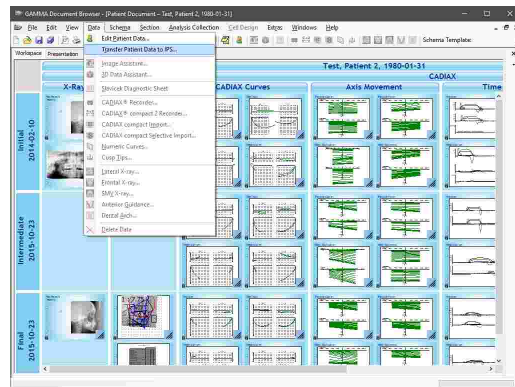 GAMMA Document Browser - [Patient Document - Test, Patient 2, 1980-01-31]
File Edit View Data Schema Section Analysis Collection Cell Design Extras Windows Help
Schema Template:
Workspace Presentation
Edit Patient Data...
Transfer Patient Data to IPS...
Image Assistant...
3D Data Assistant...
Slavicek Diagnostic Sheet
CADIAX® Recorder...
CADIAX® compact 2 Recorder...
CADIAX compact Import...
CADIAX compact Selective Import...
Numeric Curves...
Cusp Tips...
Lateral X-ray...
Frontal X-ray...
SMV X-ray...
Anterior Guidance...
Dental Arch...
Delete Data
Test, Patient 2, 1980-01-31
CADIAX
X-Ray
CADIAX Curves
Axis Movement
Time
Initial
2014-02-10
Intermediate
2015-10-23
Final
2015-10-23